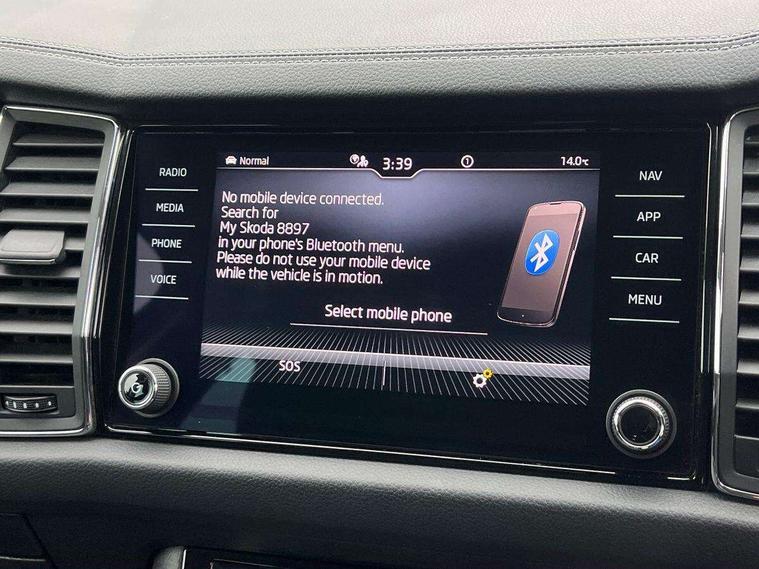 Normal 3:39 14.0°c
RADIO
MEDIA
PHONE
VOICE
No mobile device connected.
Search for
My Skoda 8897
in your phone's Bluetooth menu.
Please do not use your mobile device
while the vehicle is in motion.
Select mobile phone
SOS
NAV
APP
CAR
MENU